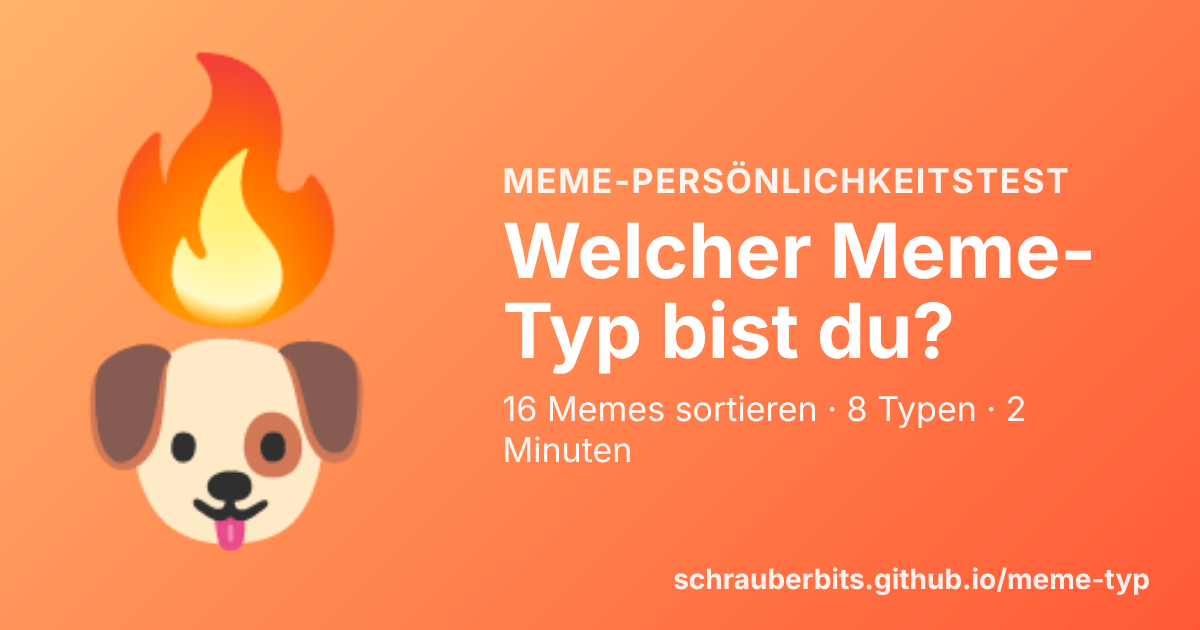 MEME-PERSÖNLICHKEITSTEST
Welcher Meme-
Typ bist du?
16 Memes sortieren · 8 Typen · 2
Minuten
schrauberbits.github.io/meme-typ